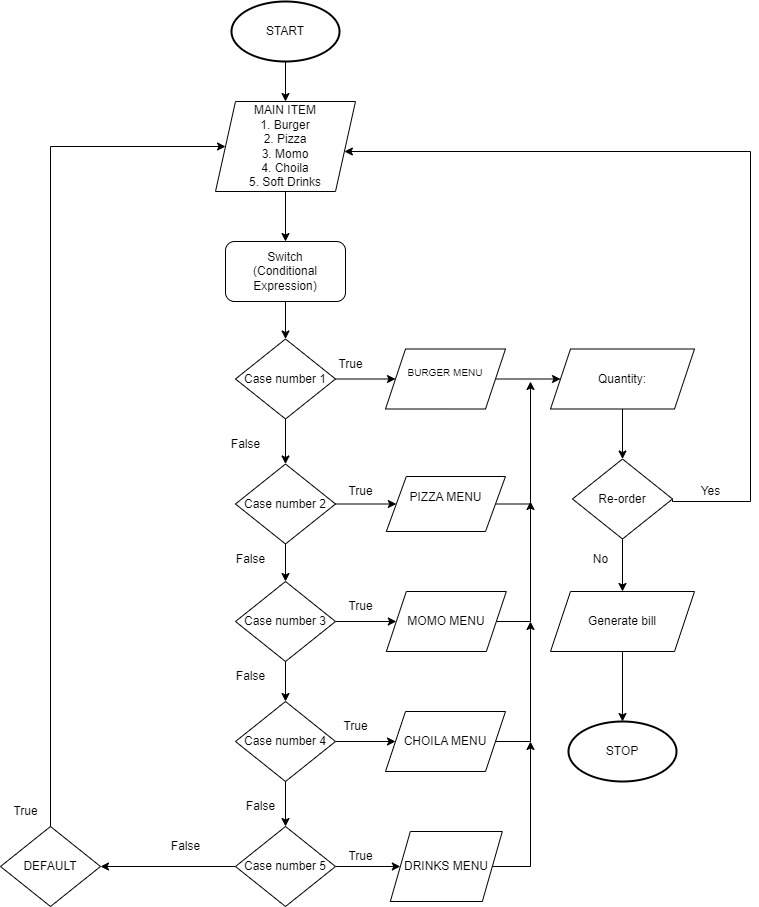 START
MAIN ITEM
1. Burger
2. Pizza
3. Momo
4. Choila
5. Soft Drinks
Switch
(Conditional
Expression)
Case number 1
True
BURGER MENU
Quantity:
False
Case number 2
True
PIZZA MENU
Re-order
Yes
No
False
Case number 3
True
MOMO MENU
Generate bill
False
Case number 4
True
CHOILA MENU
STOP
False
Case number 5
True
DRINKS MENU
False
DEFAULT
True